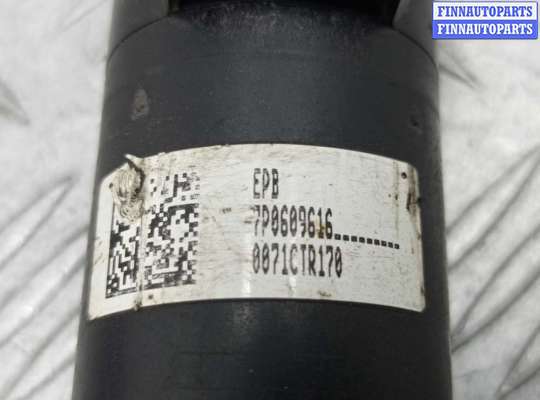 FINNAUTOPARTS
FINNAUTOPARTS
EPB
7P0609616.........
0071CTR170